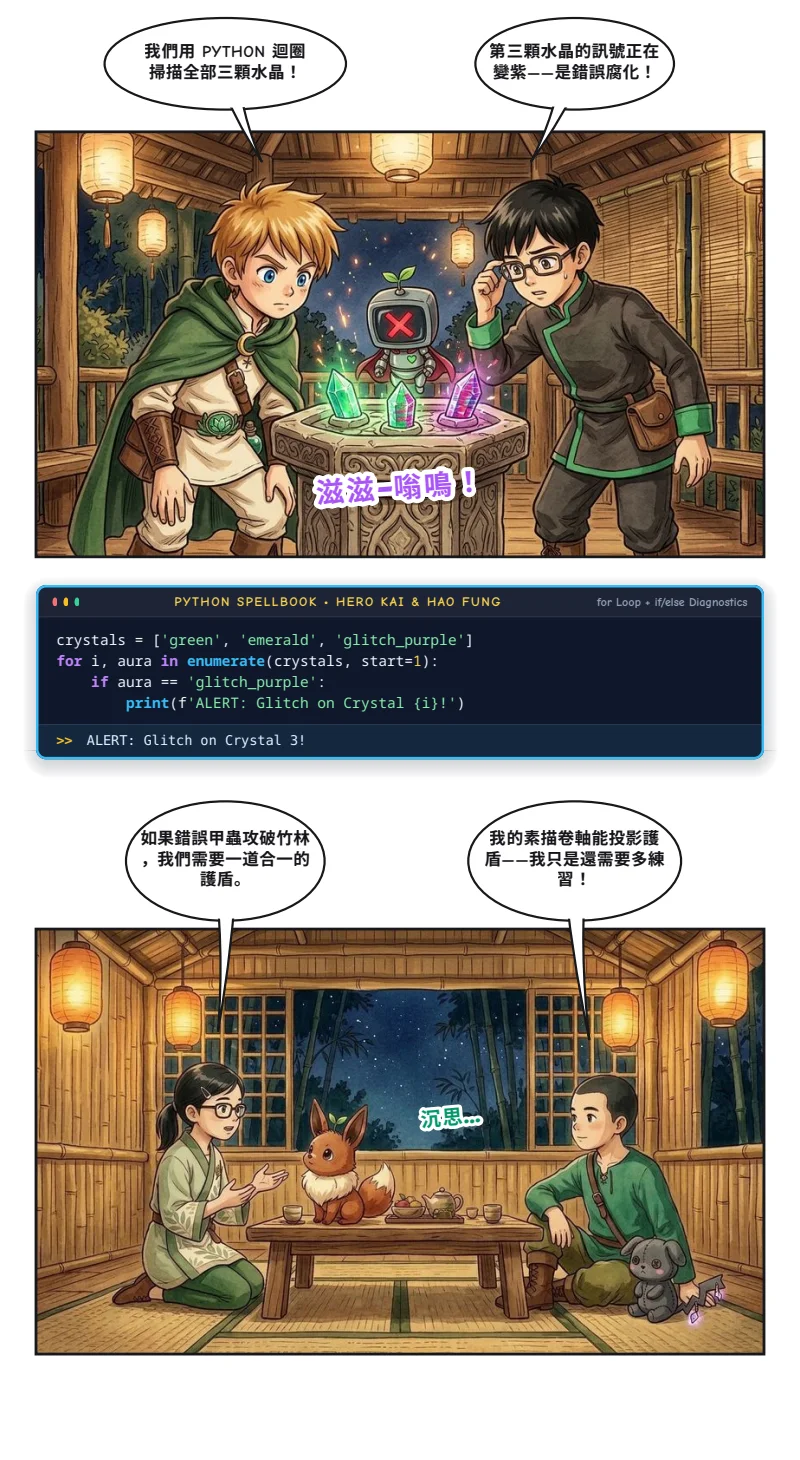 我們用 PYTHON 迴圈
掃描全部三顆水晶！
第三顆水晶的訊號正在
變紫——是錯誤腐化！
滋滋-嗡鳴！
PYTHON SPELLBOOK • HERO KAI & HAO FUNG
for Loop + if/else Diagnostics
crystals = ['green', 'emerald', 'glitch_purple']
for i, aura in enumerate(crystals, start=1):
    if aura == 'glitch_purple':
        print(f'ALERT: Glitch on Crystal {i}!')
>> ALERT: Glitch on Crystal 3!
如果錯誤甲蟲攻破竹林
，我們需要一道合一的
護盾。
我的素描卷軸能投影護
盾——我只是還需要多練
習！
沉思…